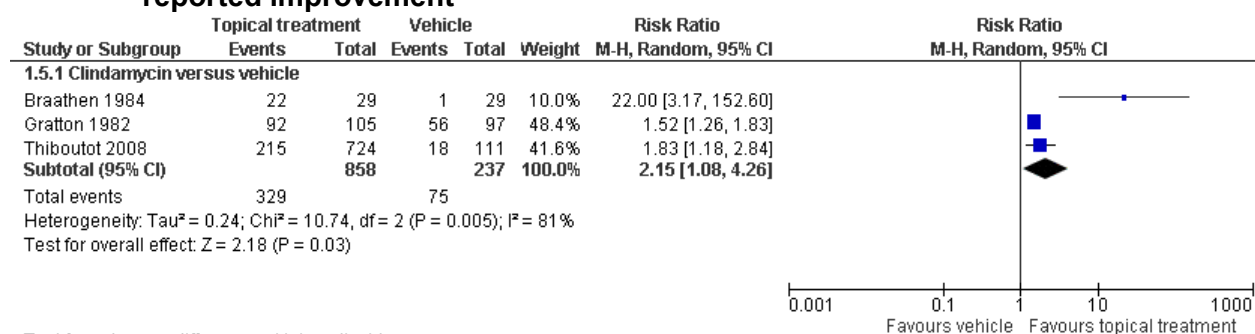 reported improvement
Topical treatment Vehicle Risk Ratio Risk Ratio
Study or Subgroup Events Total Events Total Weight M-H, Random, 95% CI M-H, Random, 95% CI
1.5.1 Clindamycin versus vehicle
Braathen 1984 22 29 1 29 10.0% 22.00 [3.17, 152.60]
Gratton 1982 92 105 56 97 48.4% 1.52 [1.26, 1.83]
Thiboutot 2008 215 724 18 111 41.6% 1.83 [1.18, 2.84]
Subtotal (95% CI) 858 237 100.0% 2.15 [1.08, 4.26]
Total events 329 75
Heterogeneity: Tau² = 0.24; Chi² = 10.74, df = 2 (P = 0.005); I² = 81%
Test for overall effect: Z = 2.18 (P = 0.03)
0.001 0.1 1 10 1000
Favours vehicle Favours topical treatment